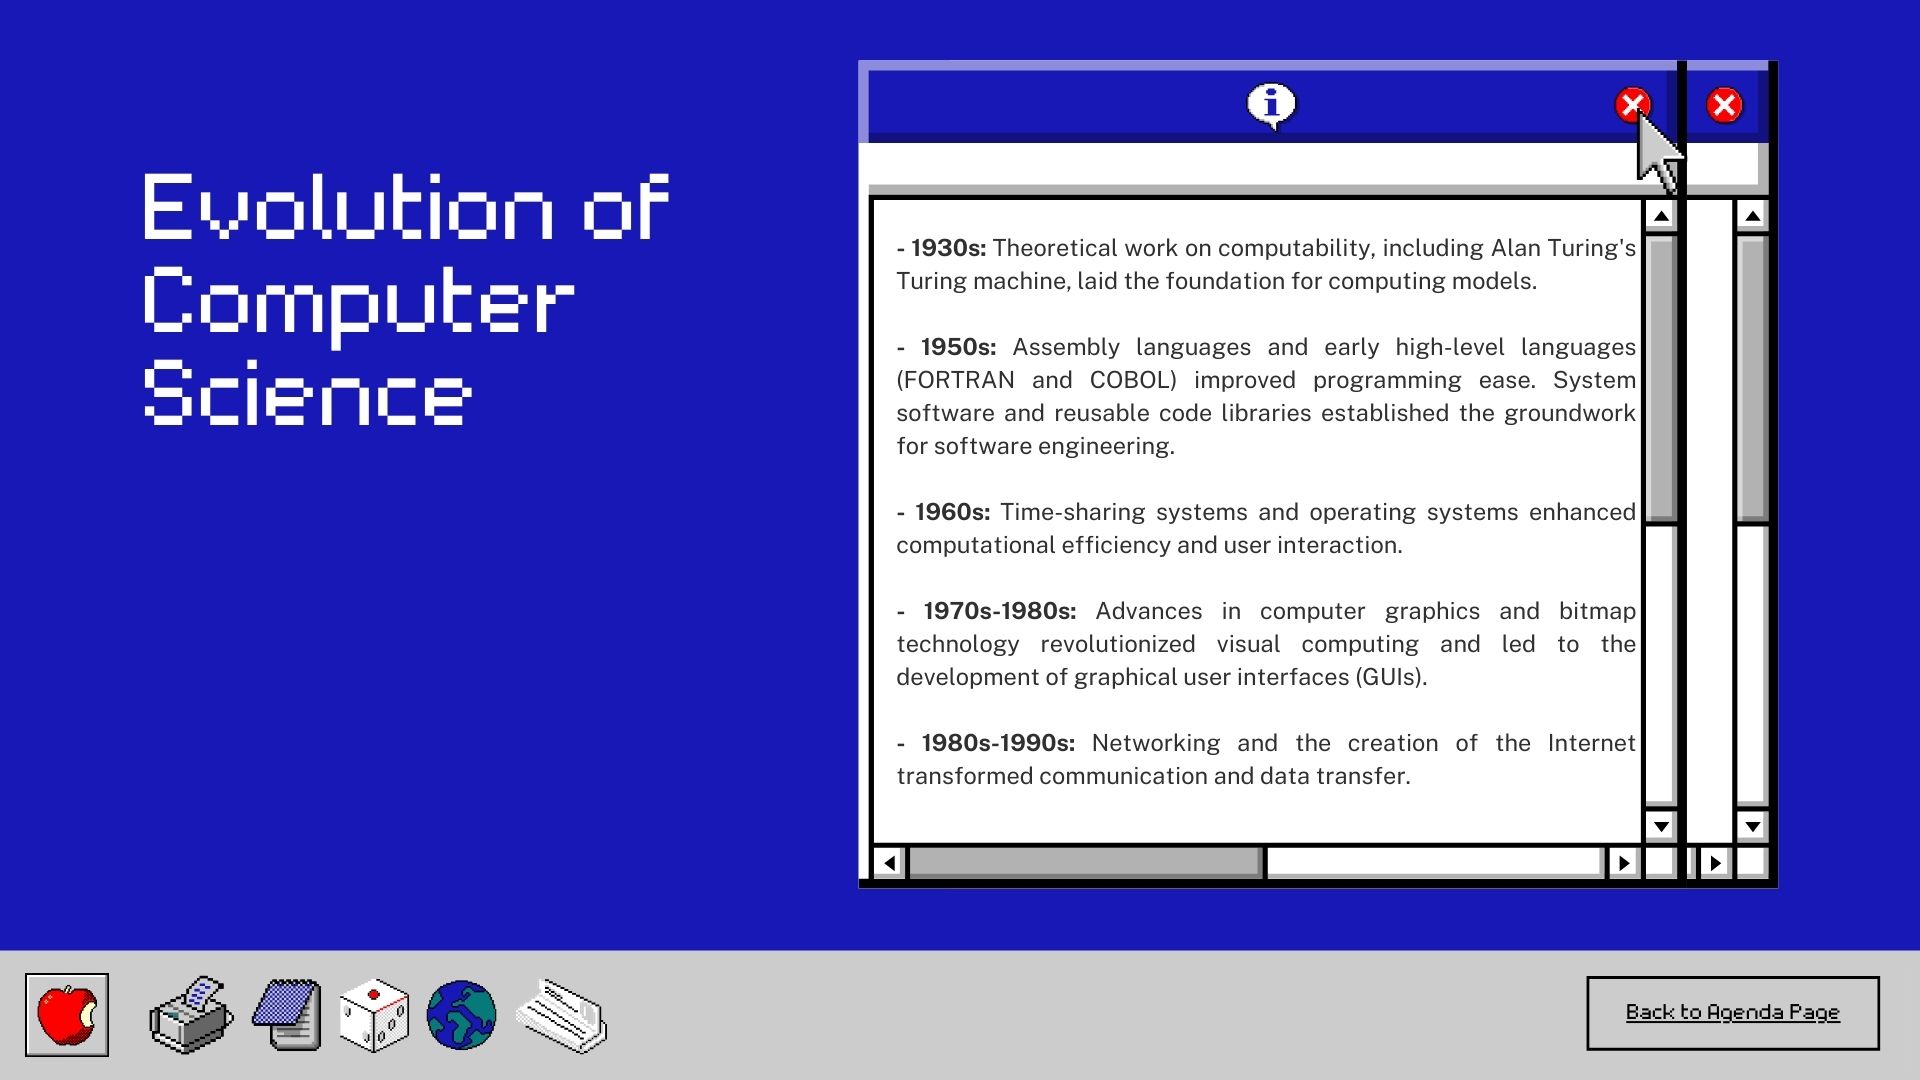 Evolution of
Computer
Science
- 1930s: Theoretical work on computability, including Alan Turing's
Turing machine, laid the foundation for computing models.
- 1950s: Assembly languages and early high-level languages
(FORTRAN and COBOL) improved programming ease. System
software and reusable code libraries established the groundwork
for software engineering.
- 1960s: Time-sharing systems and operating systems enhanced
computational efficiency and user interaction.
- 1970s-1980s: Advances in computer graphics and bitmap
technology revolutionized visual computing and led to the
development of graphical user interfaces (GUIs).
- 1980s-1990s: Networking and the creation of the Internet
transformed communication and data transfer.
Back to Agenda Page